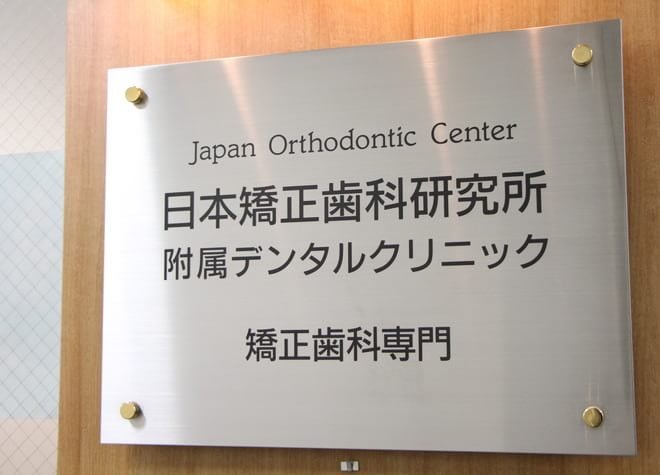 Japan Orthodontic Center
日本矯正歯科研究所
附属デンタルクリニック
矯正歯科専門